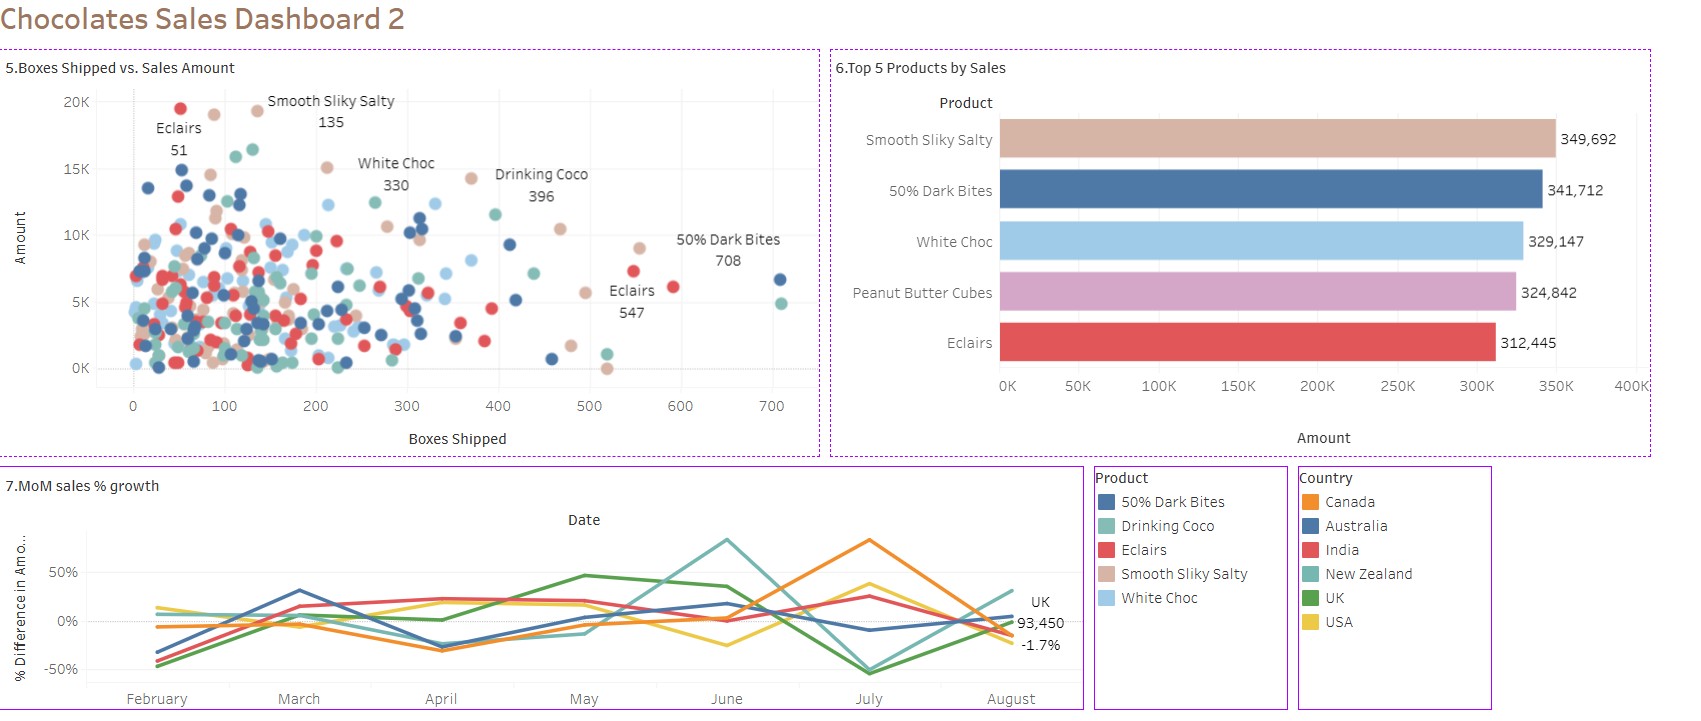 Chocolates Sales Dashboard 2
5.Boxes Shipped vs. Sales Amount
Amount
20K
15K
10K
5K
0K
Smooth Sliky Salty
135
Eclairs
51
White Choc
330
Drinking Coco
396
50% Dark Bites
708
Eclairs
547
0 100 200 300 400 500 600 700
Boxes Shipped
6.Top 5 Products by Sales
Product
Smooth Sliky Salty 349,692
50% Dark Bites 341,712
White Choc 329,147
Peanut Butter Cubes 324,842
Eclairs 312,445
0K 50K 100K 150K 200K 250K 300K 350K 400K
Amount
7.MoM sales % growth
Date
% Difference in Amo...
50%
0%
-50%
UK
93,450
-1.7%
February March April May June July August
Product
50% Dark Bites
Drinking Coco
Eclairs
Smooth Sliky Salty
White Choc
Country
Canada
Australia
India
New Zealand
UK
USA